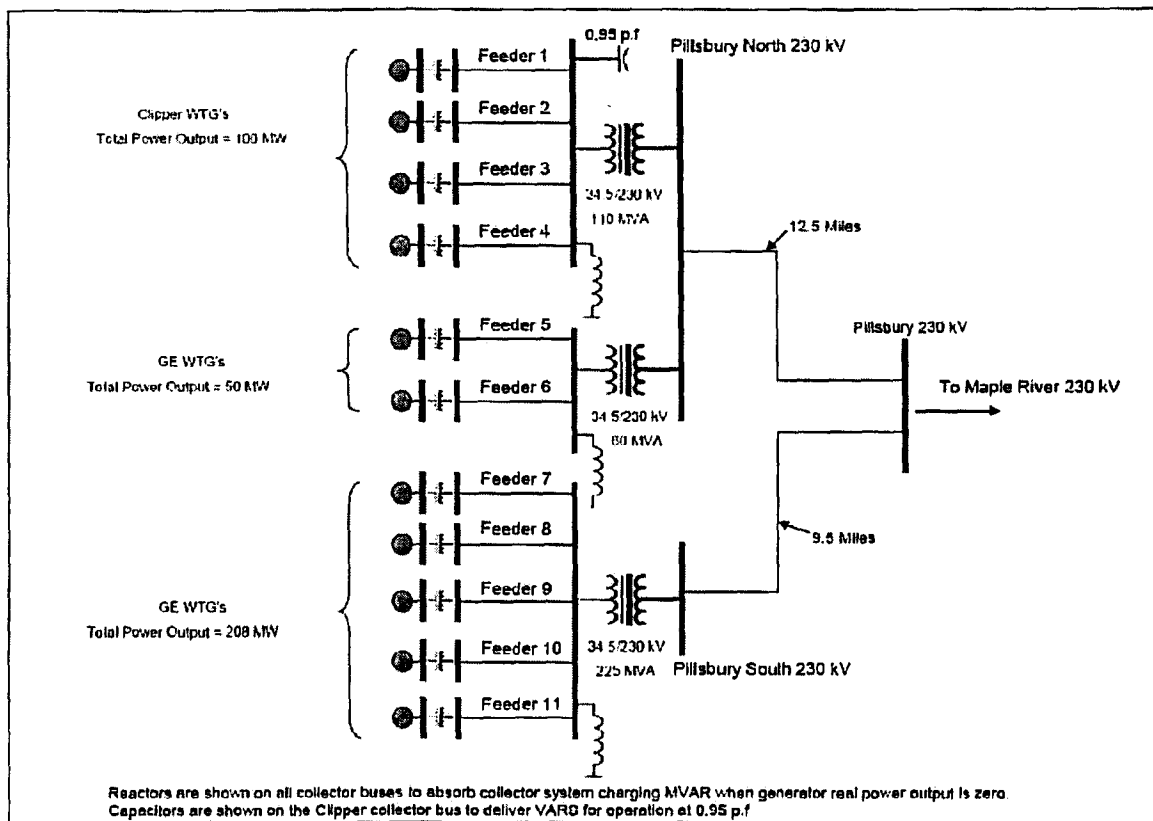 0.95 p.f
Pillsbury North 230 kV
Feeder 1
Clipper WTG's
Total Power Output = 100 MW
Feeder 2
Feeder 3
34.5/230 kV
110 MVA
Feeder 4
12.5 Miles
Feeder 5
GE WTG's
Total Power Output = 50 MW
Feeder 6
34.5/230 kV
60 MVA
Pillsbury 230 kV
To Maple River 230 kV
Feeder 7
Feeder 8
9.5 Miles
GE WTG's
Total Power Output = 208 MW
Feeder 9
Feeder 10
34.5/230 kV
225 MVA
Pillsbury South 230 kV
Feeder 11
Reactors are shown on all collector buses to absorb collector system charging MVAR when generator real power output is zero.
Capacitors are shown on the Clipper collector bus to deliver VARS for operation at 0.95 p.f